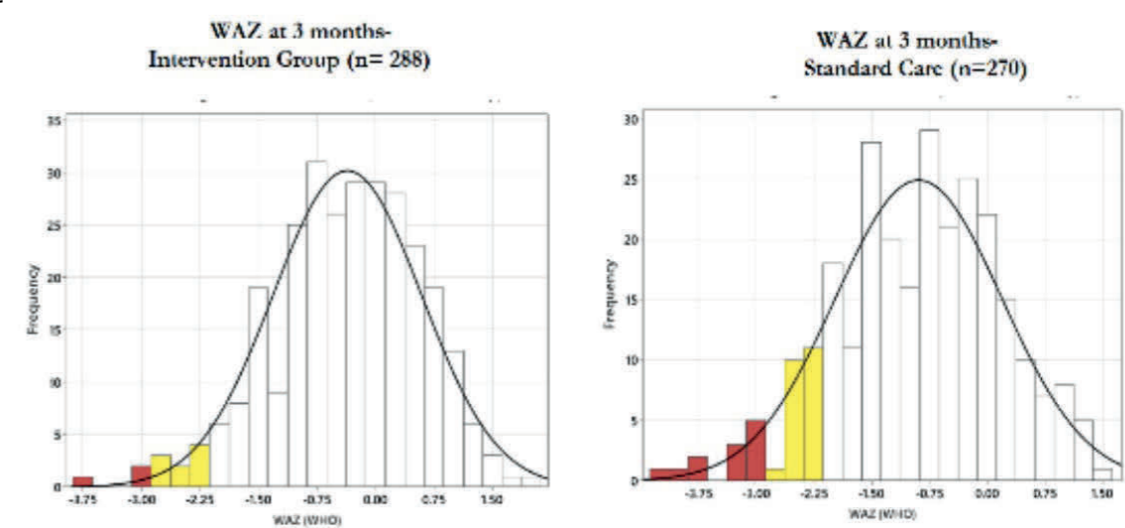 WAZ at 3 months-
Intervention Group (n= 288)
35
30
25
20
15
10
5
0
Frequency
-3.75 -3.00 -2.25 -1.50 -0.75 0.00 0.75 1.50
WAZ (WHO)
WAZ at 3 months-
Standard Care (n=270)
30
25
20
15
10
5
0
Frequency
-3.75 -3.00 -2.25 -1.50 -0.75 0.00 0.75 1.50
WAZ (WHO)